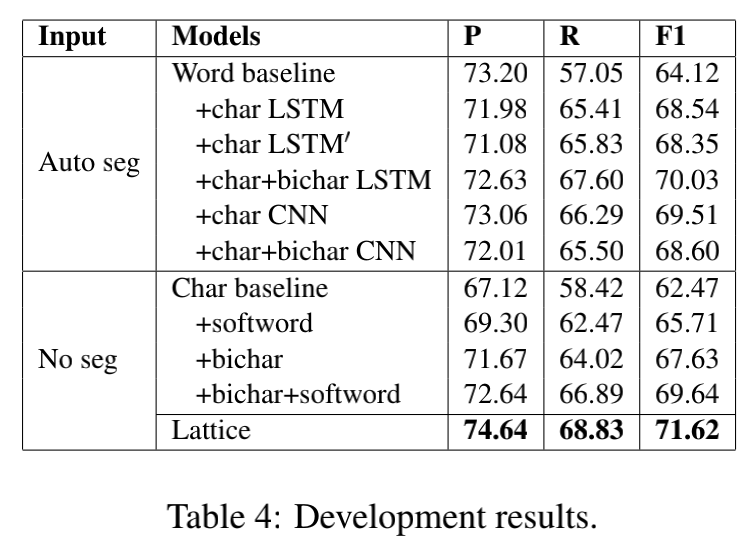 Input Models P R F1
Word baseline 73.20 57.05 64.12
+char LSTM 71.98 65.41 68.54
+char LSTM′ 71.08 65.83 68.35
Auto seg
+char+bichar LSTM 72.63 67.60 70.03
+char CNN 73.06 66.29 69.51
+char+bichar CNN 72.01 65.50 68.60
Char baseline 67.12 58.42 62.47
+softword 69.30 62.47 65.71
No seg +bichar 71.67 64.02 67.63
+bichar+softword 72.64 66.89 69.64
Lattice 74.64 68.83 71.62
Table 4: Development results.